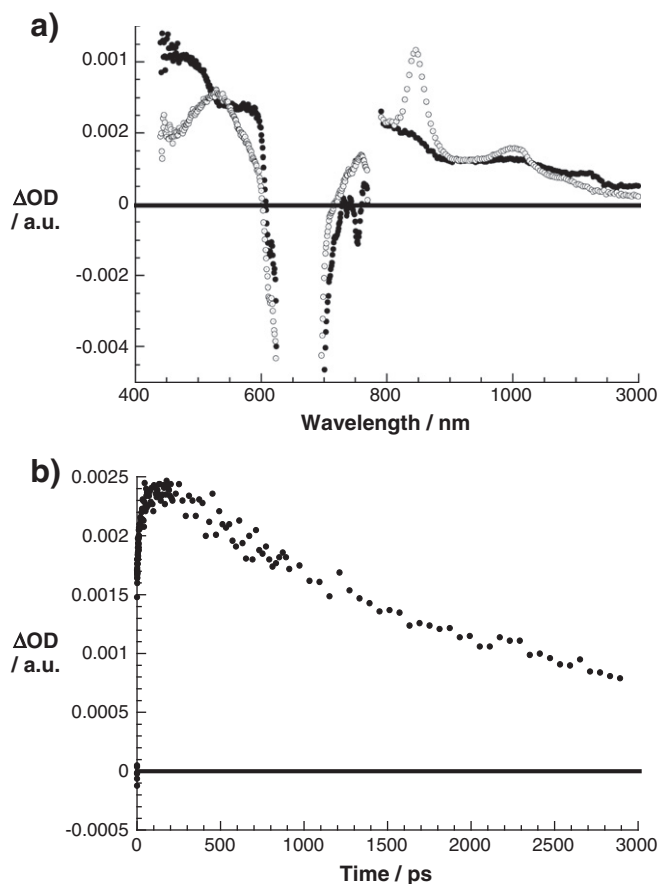 a)
0.001
0.002
0
-0.002
-0.004
ΔOD
/ a.u.
400 600 800 1000 3000
Wavelength / nm
b)
0.0025
0.002
0.0015
0.001
0.0005
0
-0.0005
ΔOD
/ a.u.
0 500 1000 1500 2000 2500 3000
Time / ps